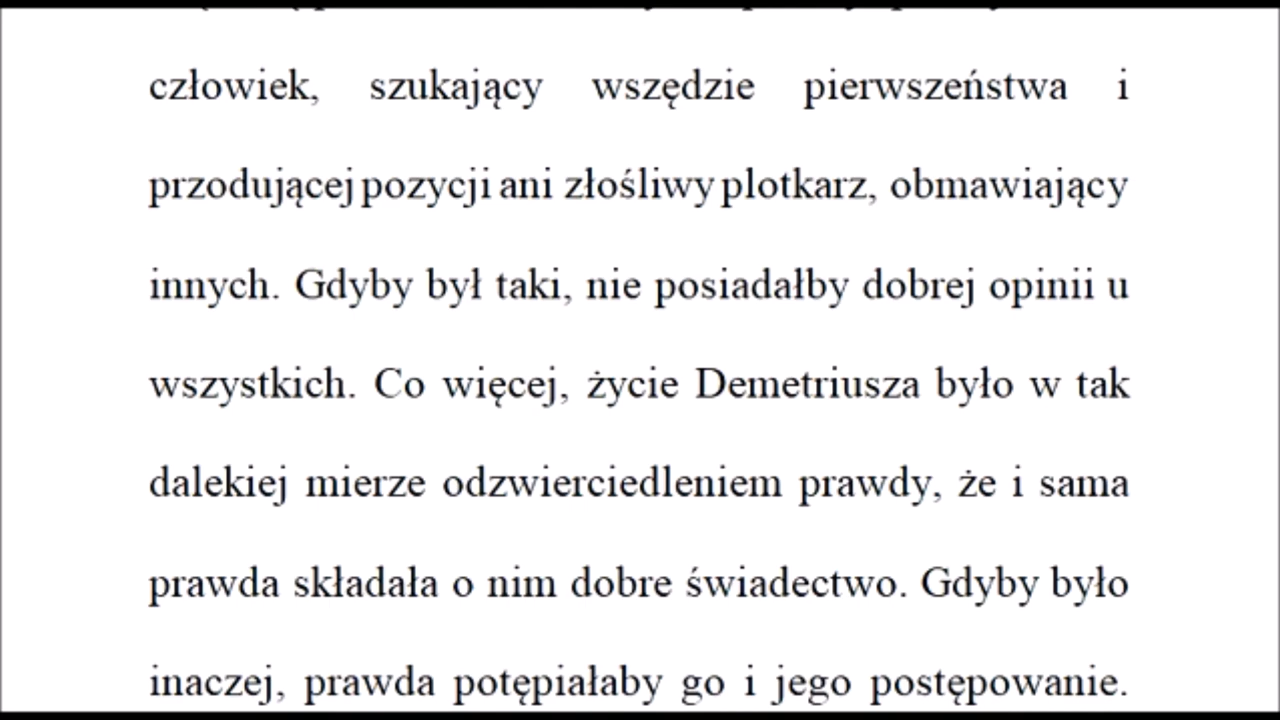 człowiek, szukający wszędzie pierwszeństwa i
przodującej pozycji ani złośliwy plotkarz, obmawiający
innych. Gdyby był taki, nie posiadałby dobrej opinii u
wszystkich. Co więcej, życie Demetriusza było w tak
dalekiej mierze odzwierciedleniem prawdy, że i sama
prawda składała o nim dobre świadectwo. Gdyby było
inaczej, prawda potępiałaby go i jego postępowanie.